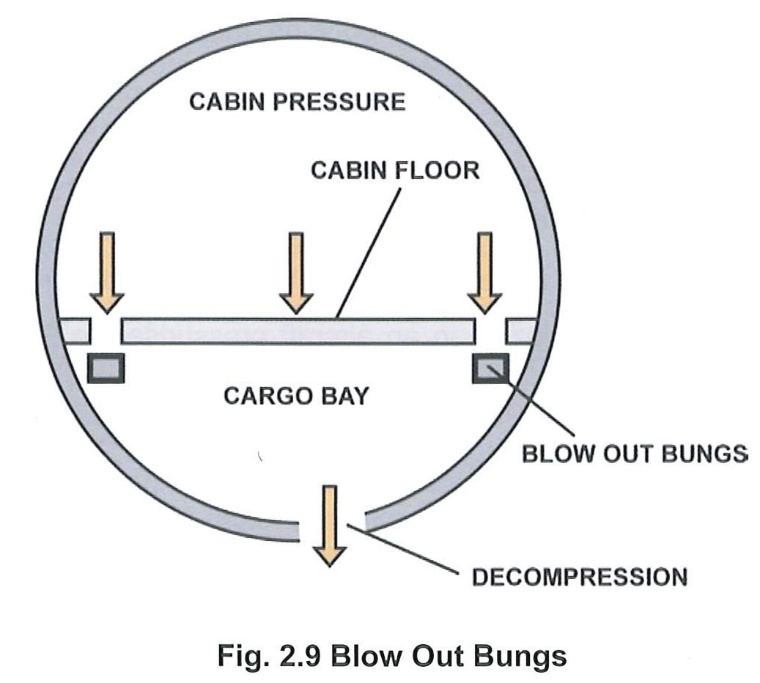 CABIN PRESSURE
CABIN FLOOR
CARGO BAY
BLOW OUT BUNGS
DECOMPRESSION
Fig. 2.9 Blow Out Bungs